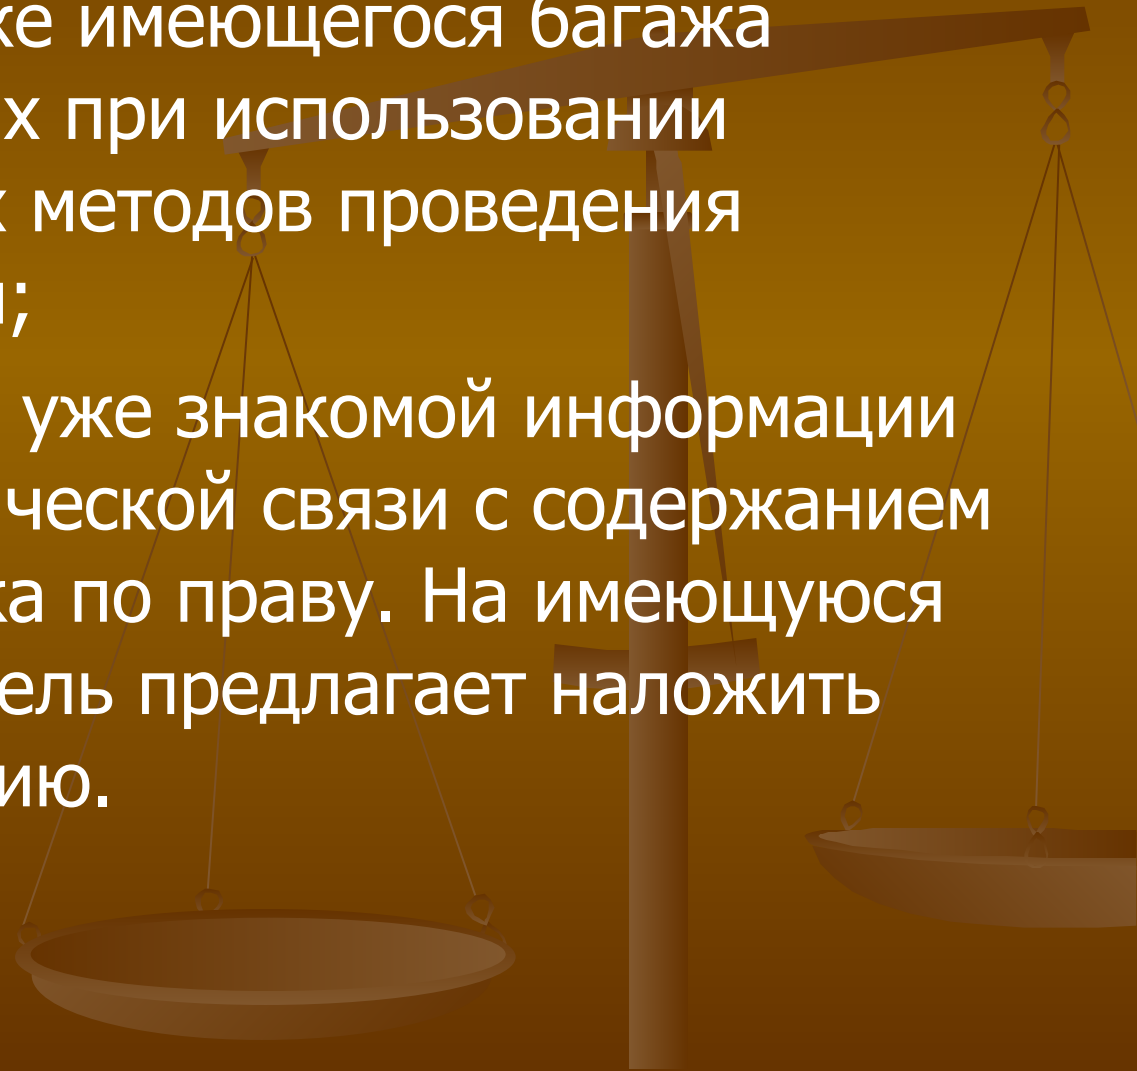 же имеющегося багажа
х при использовании
х методов проведения
;
уже знакомой информации
ческой связи с содержанием
ка по праву. На имеющуюся
ель предлагает наложить
ию.